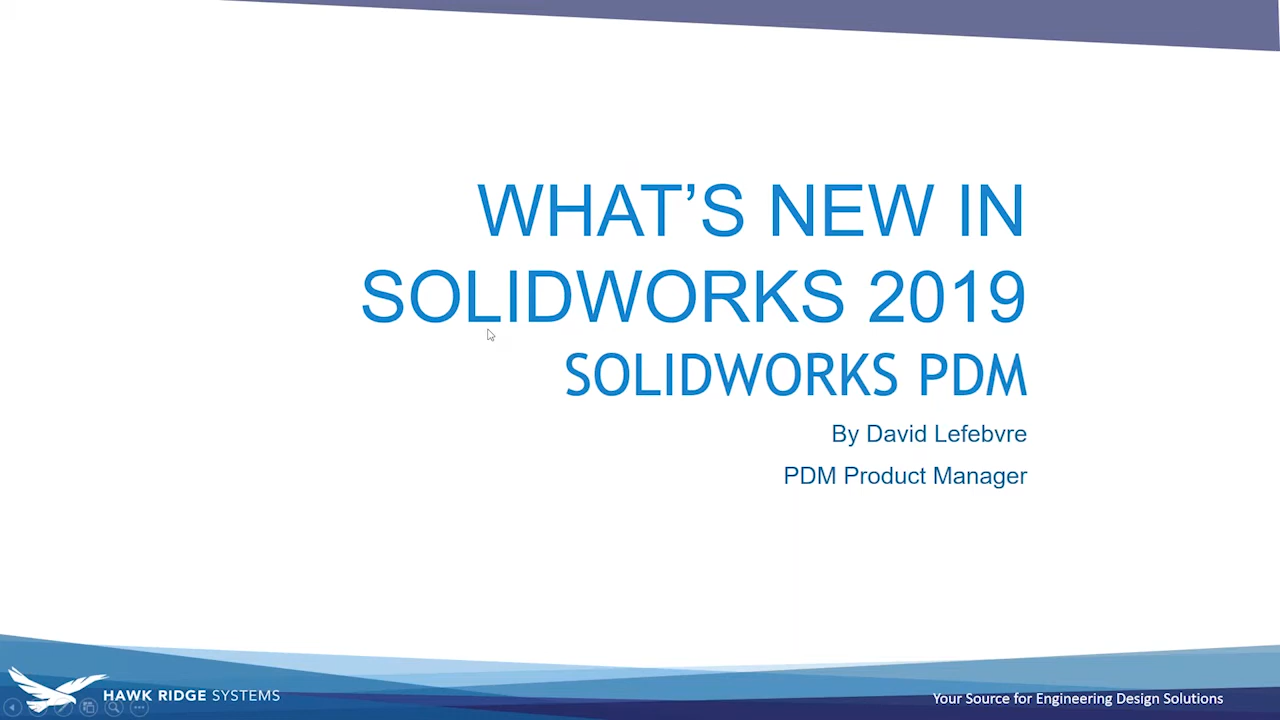 WHAT’S NEW IN
SOLIDWORKS 2019
SOLIDWORKS PDM
By David Lefebvre
PDM Product Manager
HAWK RIDGE SYSTEMS
Your Source for Engineering Design Solutions